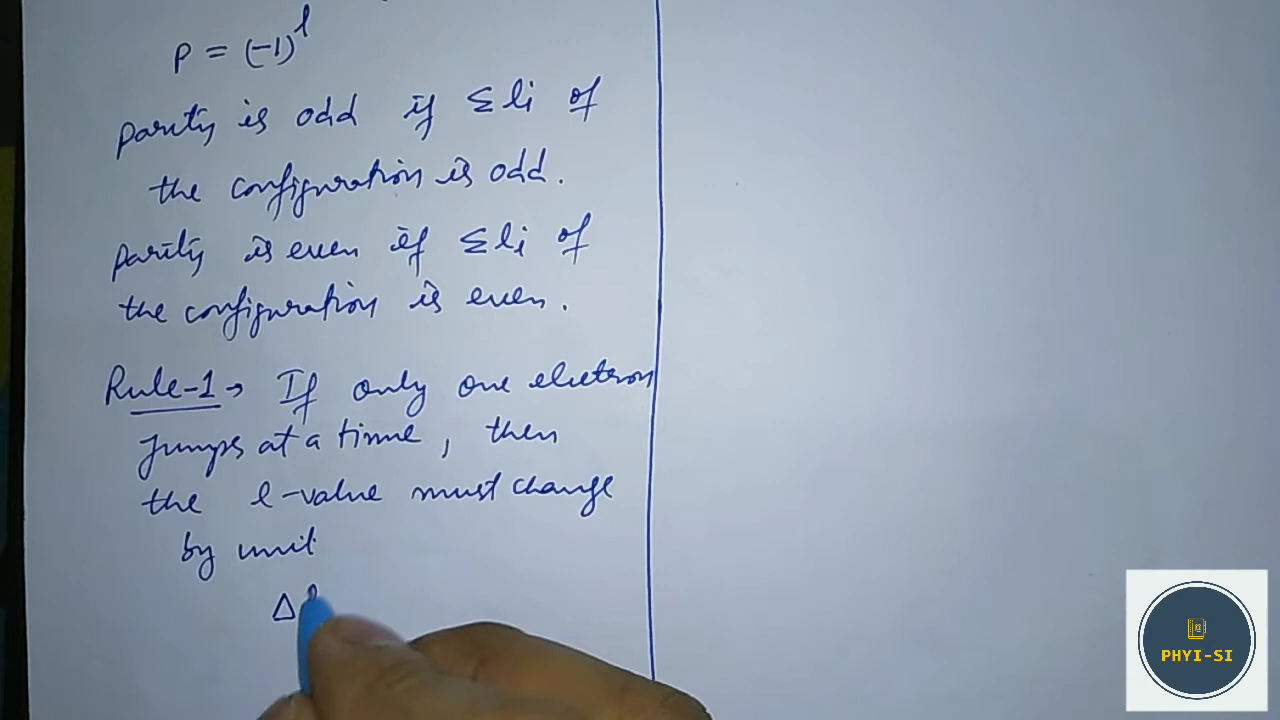 P = (-1)^l
parity is odd if Σli of
the configuration is odd.
parity is even if Σli of
the configuration is even.
Rule-1→ If only one electron
jumps at a time, then
the l-value must change
by unit
Δl
PHYI-SI